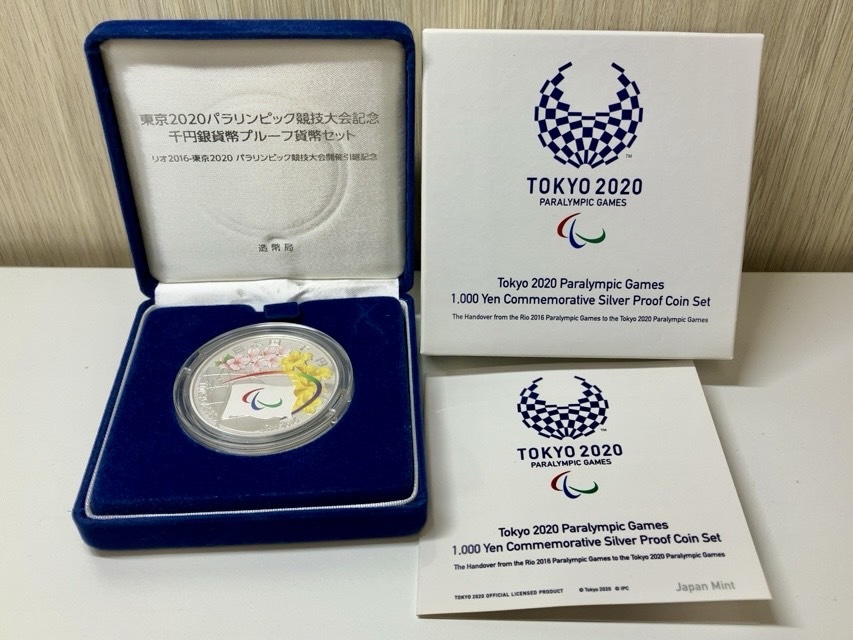 東京2020パラリンピック競技大会記念
千円銀貨幣プルーフ貨幣セット
リオ2016-東京2020 パラリンピック競技大会開催引継記念
造幣局
TM
TOKYO 2020
PARALYMPIC GAMES
Tokyo 2020 Paralympic Games
1,000 Yen Commemorative Silver Proof Coin Set
The Handover from the Rio 2016 Paralympic Games to the Tokyo 2020 Paralympic Games
TM
TOKYO 2020
PARALYMPIC GAMES
Tokyo 2020 Paralympic Games
1,000 Yen Commemorative Silver Proof Coin Set
The Handover from the Rio 2016 Paralympic Games to the Tokyo 2020 Paralympic Games
TOKYO 2020 OFFICIAL LICENSED PRODUCT © Tokyo 2020 © IPC
Japan Mint